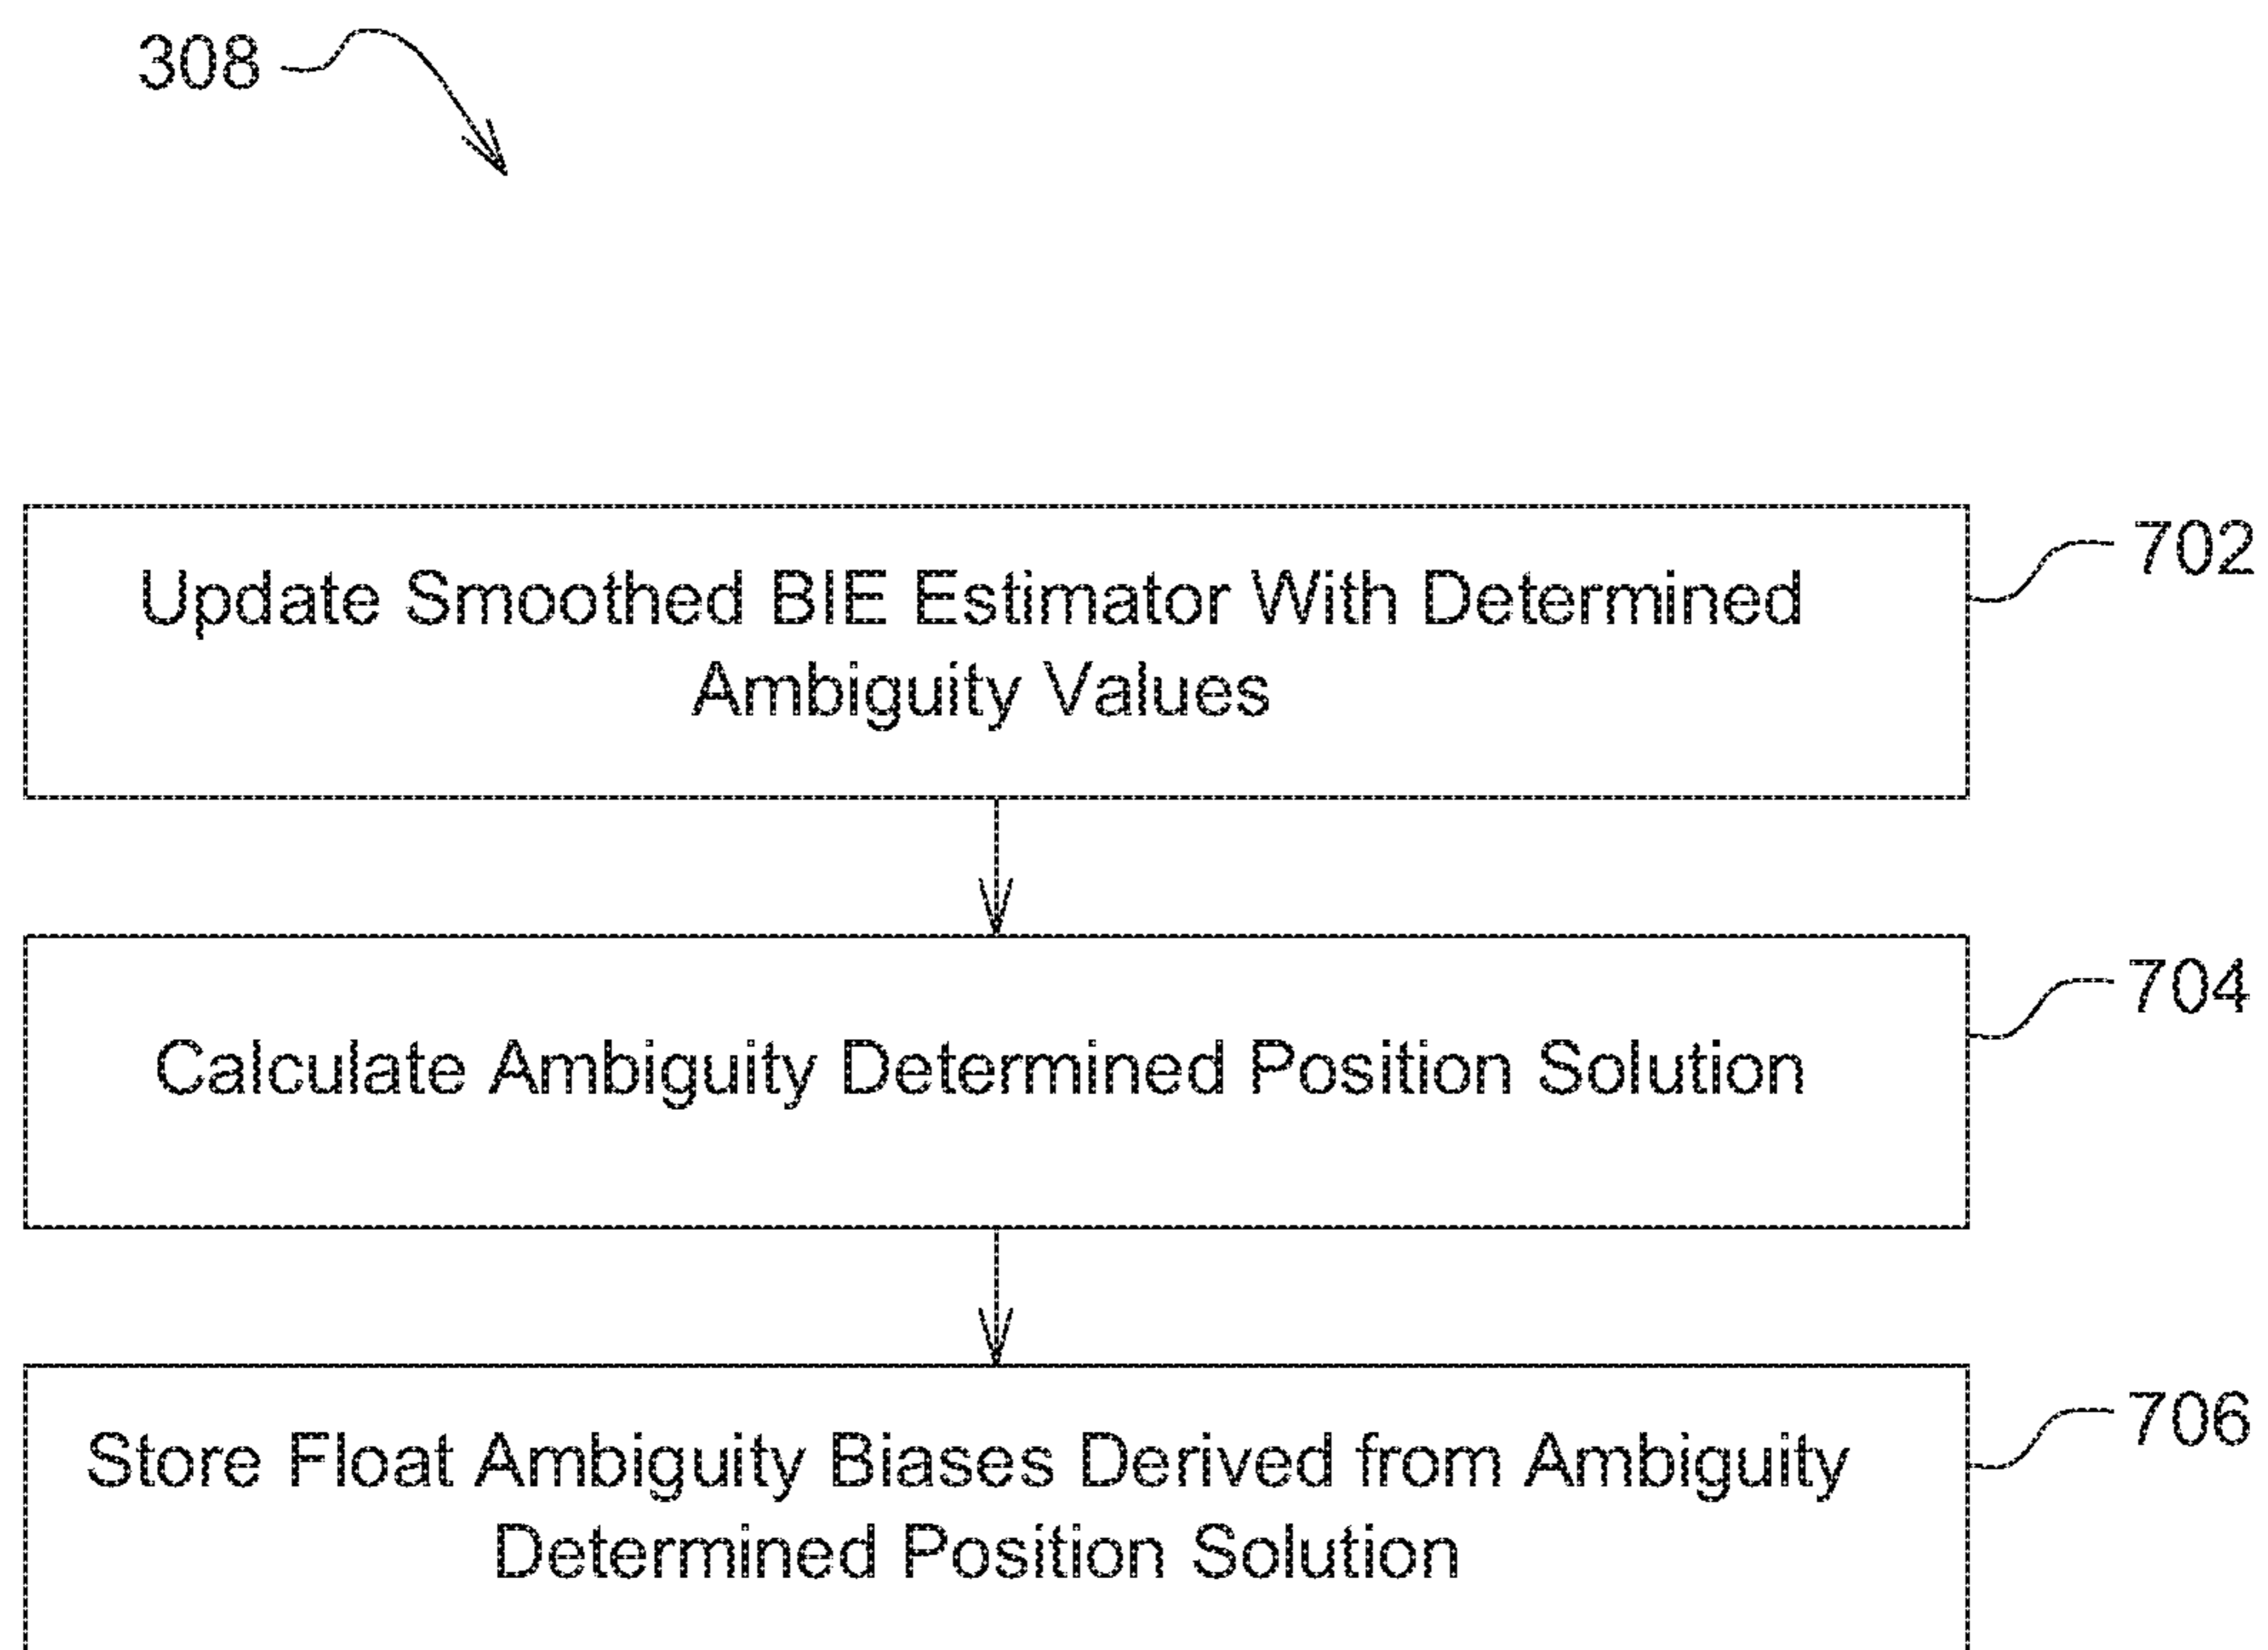 308
Update Smoothed BIE Estimator With Determined
Ambiguity Values
702
Calculate Ambiguity Determined Position Solution
704
Store Float Ambiguity Biases Derived from Ambiguity
Determined Position Solution
706